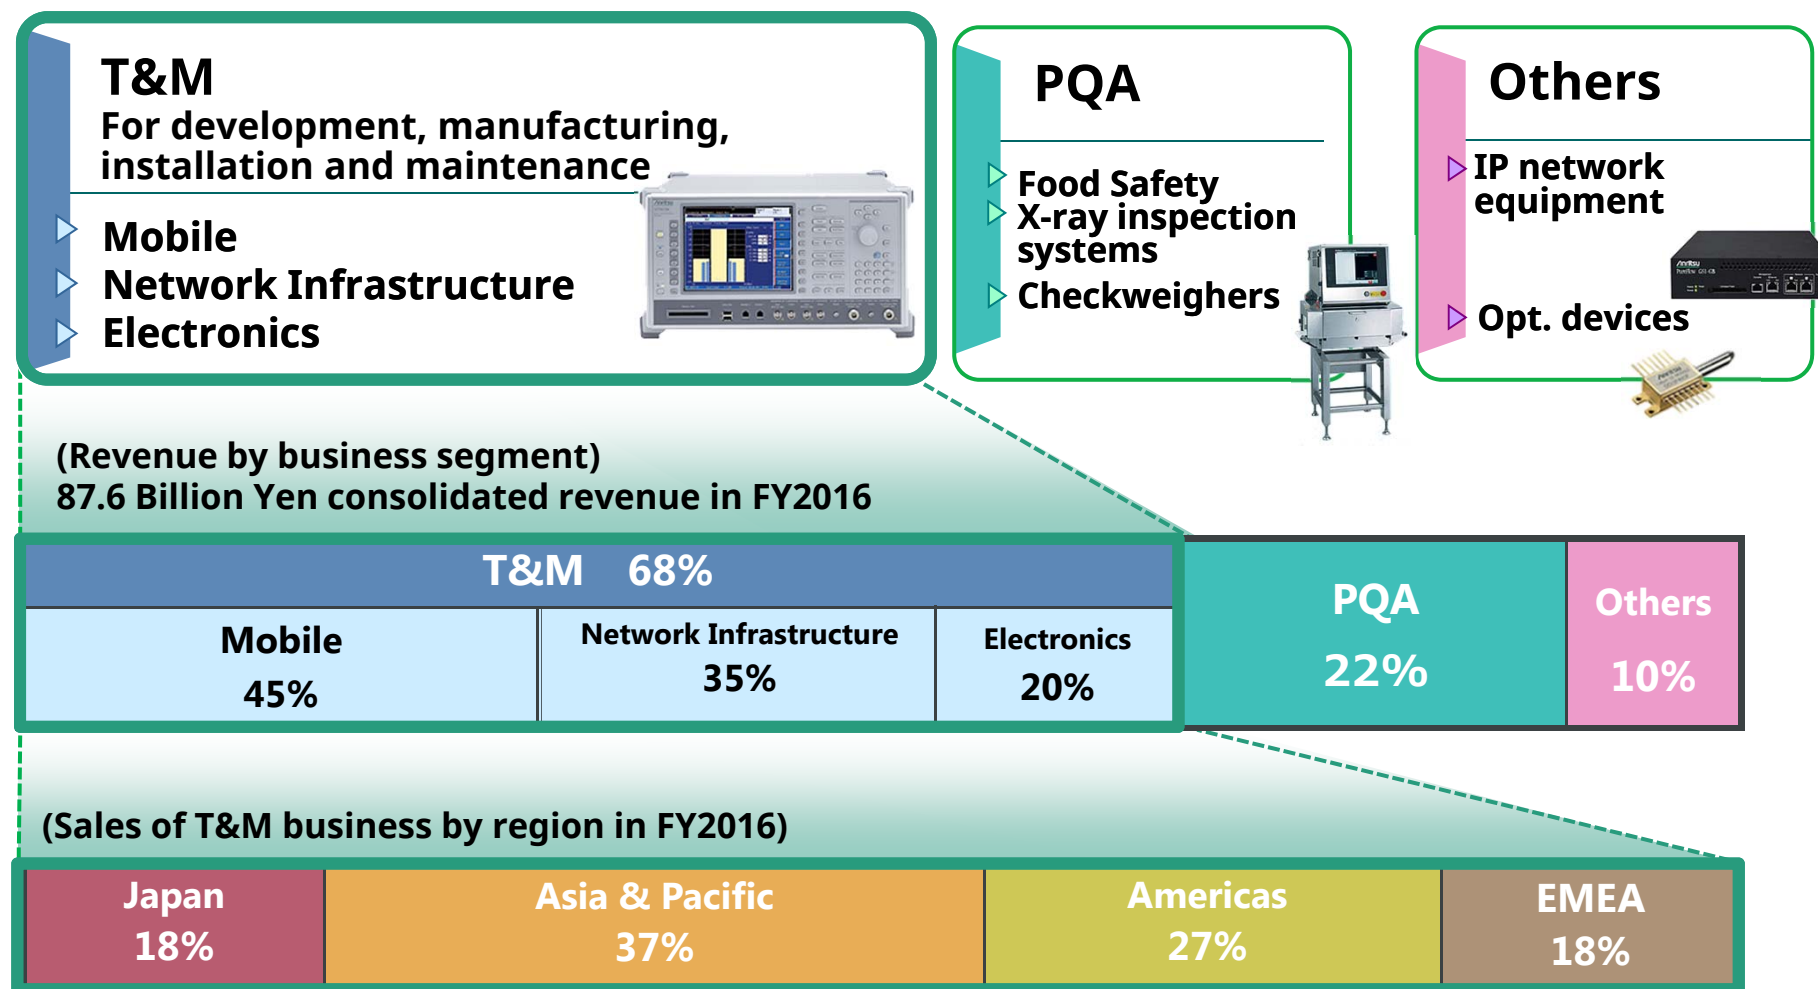 T&M
For development, manufacturing,
installation and maintenance
Mobile
Network Infrastructure
Electronics
PQA
Food Safety
X-ray inspection
systems
Checkweighers
Others
IP network
equipment
Anritsu
Opt. devices
(Revenue by business segment)
87.6 Billion Yen consolidated revenue in FY2016
T&M 68%
Mobile
45%
Network Infrastructure
35%
Electronics
20%
PQA
22%
Others
10%
(Sales of T&M business by region in FY2016)
Japan
18%
Asia & Pacific
37%
Americas
27%
EMEA
18%